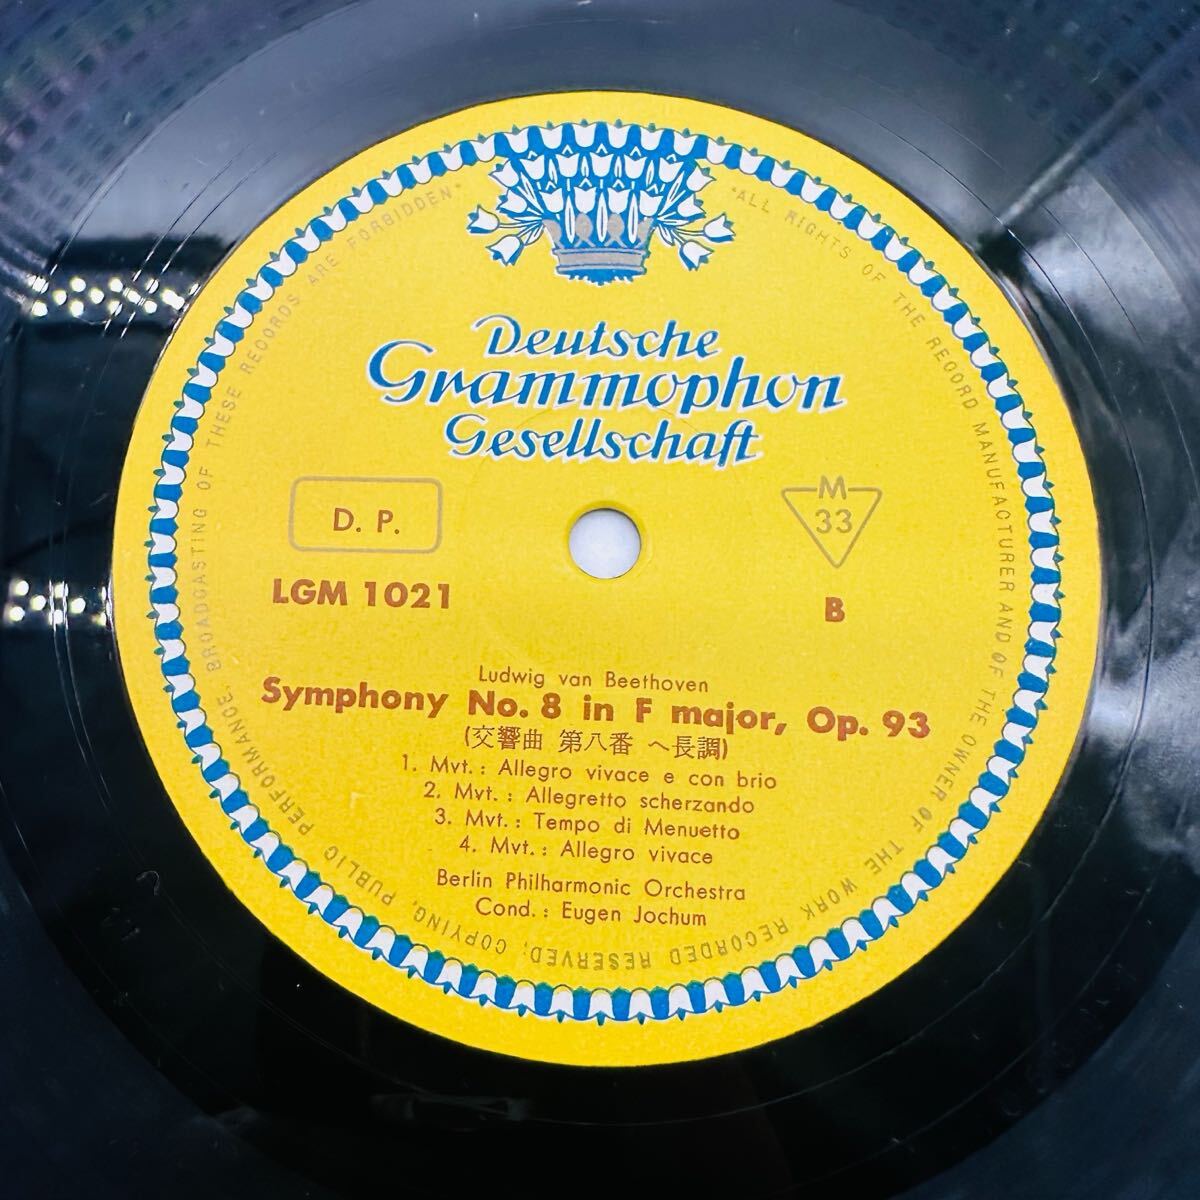 "ALL RIGHTS OF THE RECORD MANUFACTURER AND OF THE OWNER OF THE WORK RECORDED RESERVED; COPYING, PUBLIC PERFORMANCE, BROADCASTING OF THESE RECORDS ARE FORBIDDEN"
Deutsche
Grammophon
Gesellschaft
D. P.
M
33
LGM 1021
B
Ludwig van Beethoven
Symphony No. 8 in F major, Op. 93
(交響曲 第八番 ヘ長調)
1. Mvt.: Allegro vivace e con brio
2. Mvt.: Allegretto scherzando
3. Mvt.: Tempo di Menuetto
4. Mvt.: Allegro vivace
Berlin Philharmonic Orchestra
Cond.: Eugen Jochum